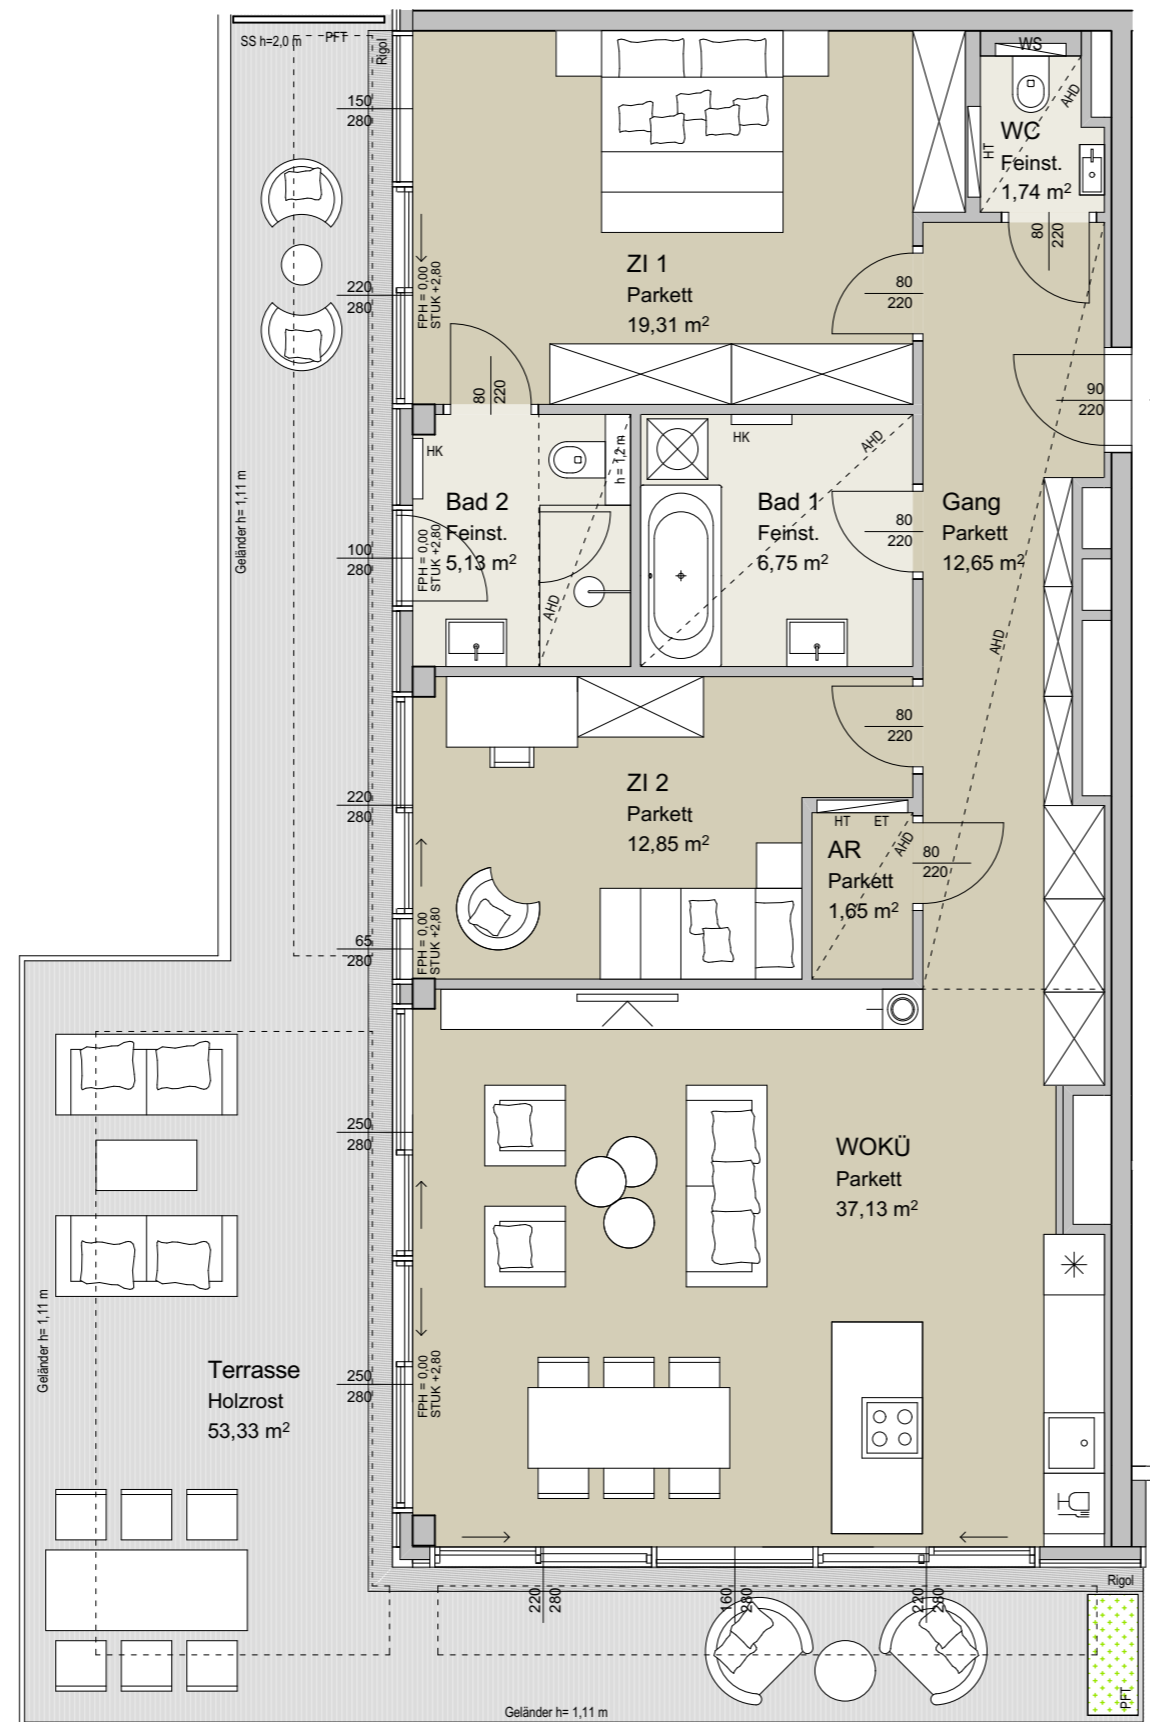 SS h=2,0 m
PFT
Rigol
WS
AHD
HT
WC
Feinst.
1,74 m²
80
220
150
280
ZI 1
Parkett
19,31 m²
80
220
220
280
FPH = 0,00
STUK +2,80
80
220
90
220
Geländer h= 1,11 m
HK
h = 1,2 m
HK
AHD
AHD
Bad 2
Feinst.
5,13 m²
Bad 1
Feinst.
6,75 m²
80
220
Gang
Parkett
12,65 m²
100
280
FPH = 0,00
STUK +2,80
AHD
AHD
80
220
ZI 2
Parkett
12,85 m²
220
280
HT
ET
AHD
AR
Parkett
1,65 m²
80
220
65
280
FPH = 0,00
STUK +2,80
250
280
WOKÜ
Parkett
37,13 m²
Geländer h= 1,11 m
Terrasse
Holzrost
53,33 m²
250
280
FPH = 0,00
STUK +2,80
220
280
160
280
220
280
Rigol
PFT
Geländer h= 1,11 m